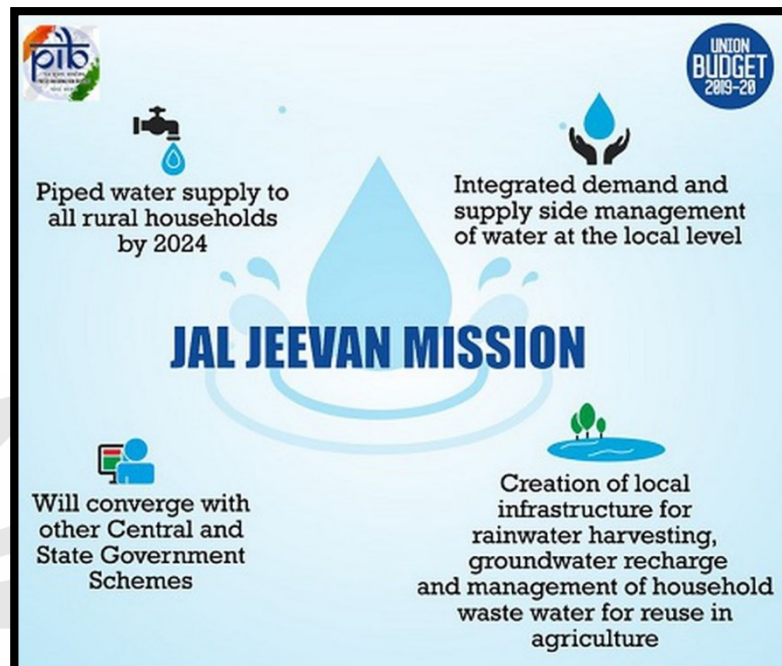 pib
UNION
BUDGET
2019-20
Piped water supply to
all rural households
by 2024
Integrated demand and
supply side management
of water at the local level
JAL JEEVAN MISSION
Will converge with
other Central and
State Government
Schemes
Creation of local
infrastructure for
rainwater harvesting,
groundwater recharge
and management of household
waste water for reuse in
agriculture